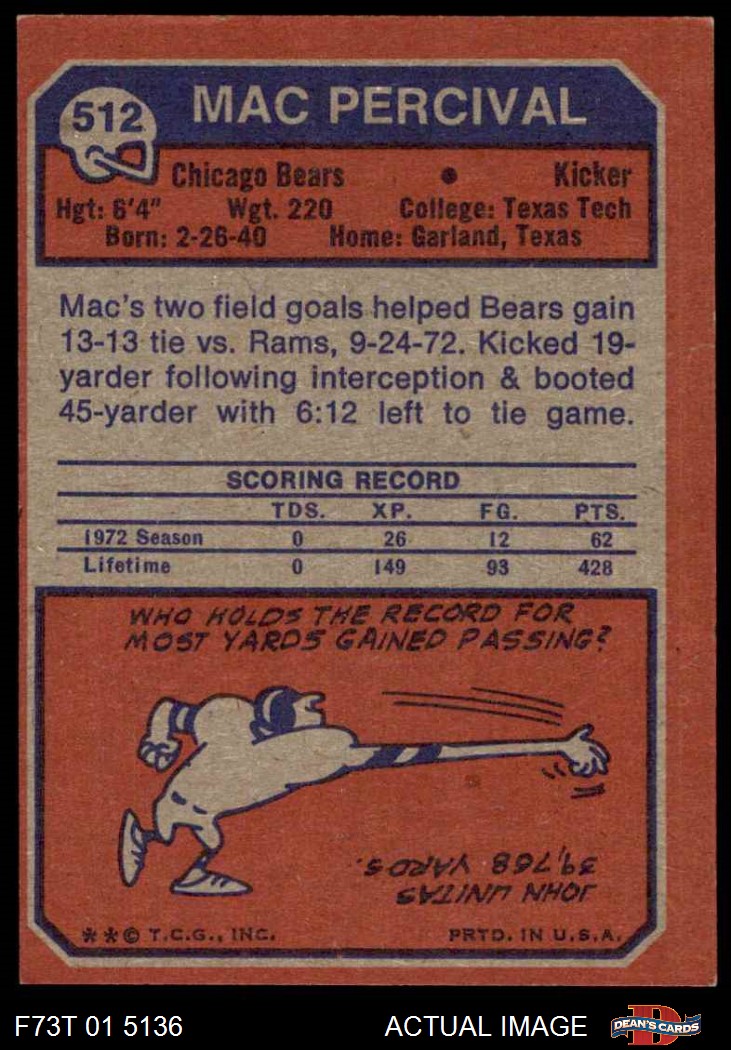 512
MAC PERCIVAL
Chicago Bears • Kicker
Hgt: 6'4" Wgt. 220 College: Texas Tech
Born: 2-26-40 Home: Garland, Texas
Mac's two field goals helped Bears gain
13-13 tie vs. Rams, 9-24-72. Kicked 19-
yarder following interception & booted
45-yarder with 6:12 left to tie game.
SCORING RECORD
TDS. XP. FG. PTS.
1972 Season 0 26 12 62
Lifetime 0 149 93 428
WHO HOLDS THE RECORD FOR
MOST YARDS GAINED PASSING?
JOHN UNITAS
39,768 YARDS.
**© T.C.G., INC. PRTD. IN U.S.A.
F73T 01 5136 ACTUAL IMAGE D DEAN'S CARDS